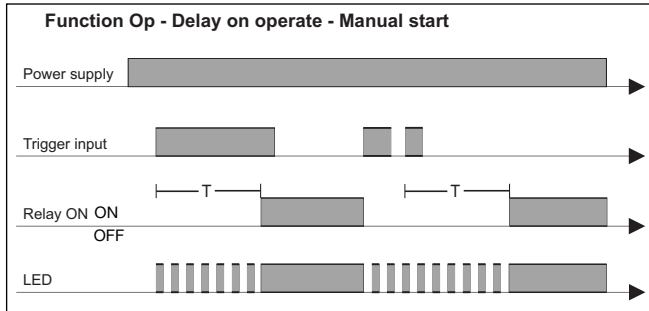 Function Op - Delay on operate - Manual start
Power supply
Trigger input
T
T
Relay ON ON
OFF
LED